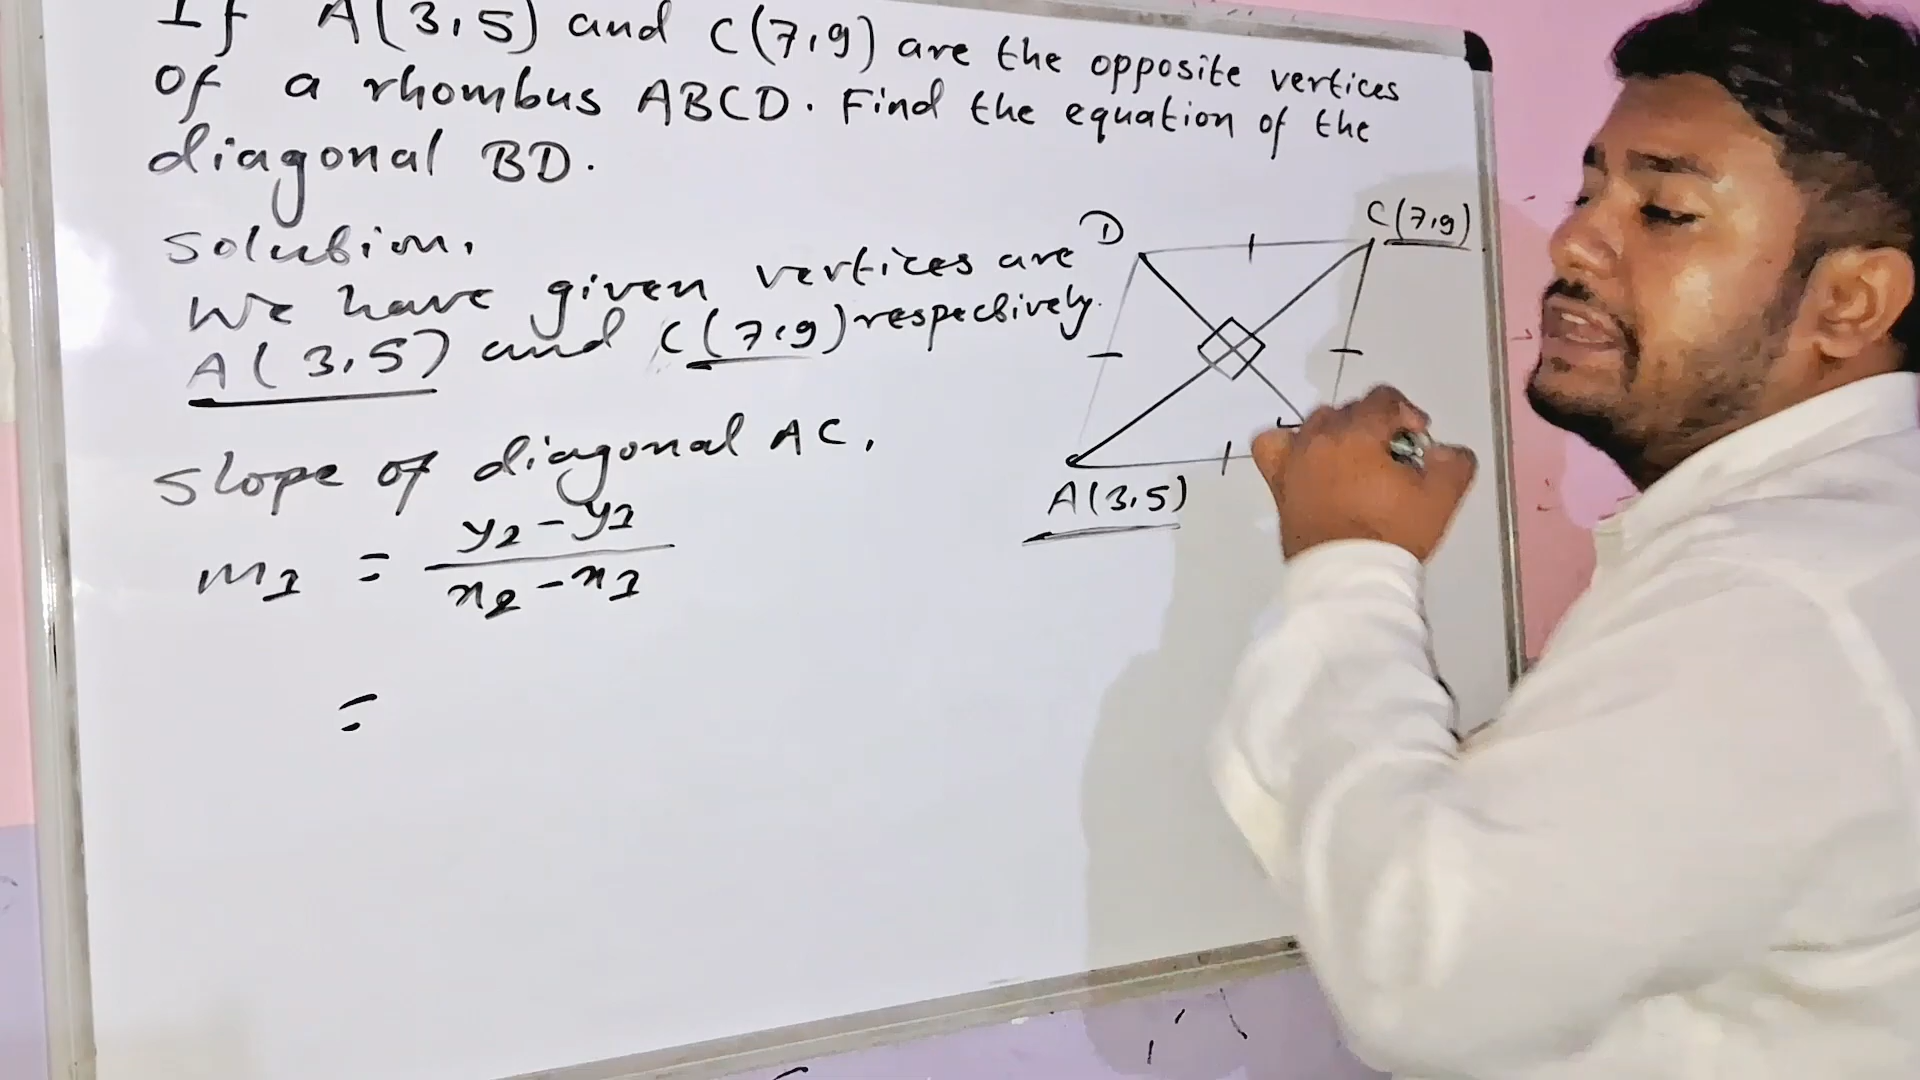 If A(3,5) and C(7,9) are the opposite vertices
of a rhombus ABCD. Find the equation of the
diagonal BD.
Solution,
We have given vertices are
A(3,5) and C(7,9) respectively.
Slope of diagonal AC,
m1 = y2-y1
x2-x1
=
D
C(7,9)
A(3,5)